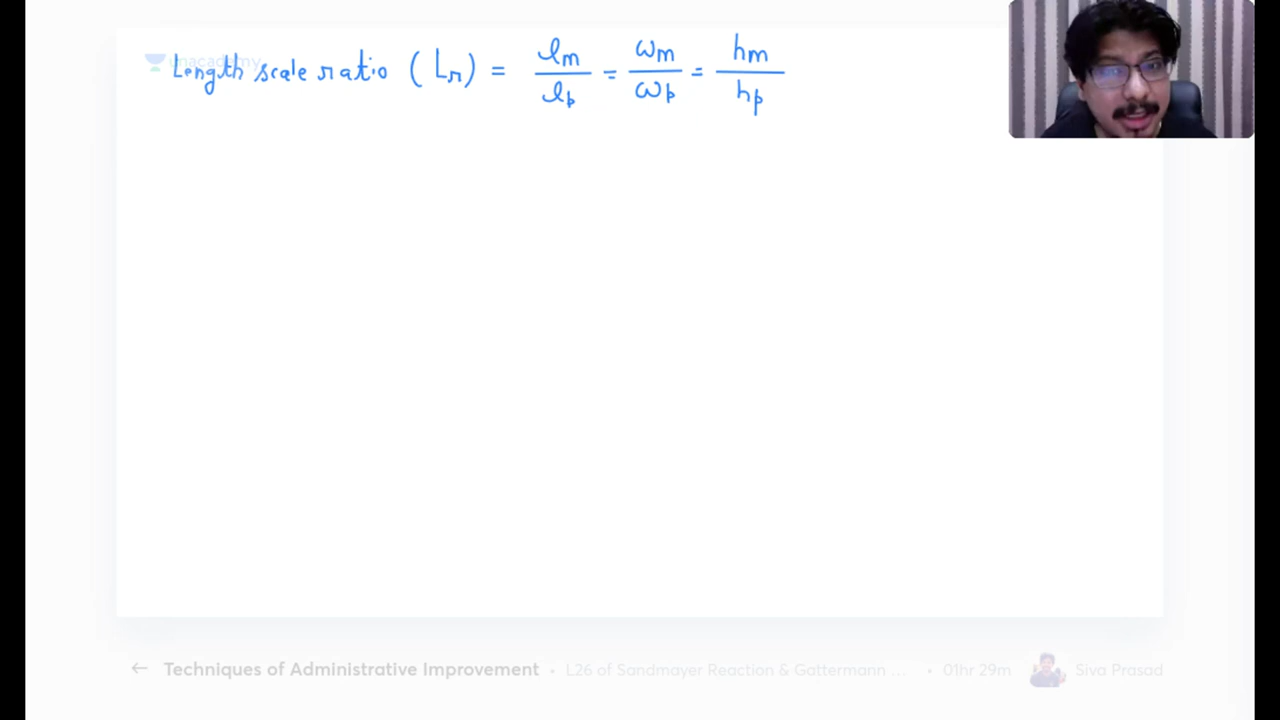 unacademy
Length scale ratio ( Lr ) = lm/lp = ωm/ωp = hm/hp
← Techniques of Administrative Improvement • L26 of Sandmayer Reaction & Gattermann ... • 01hr 29m Siva Prasad